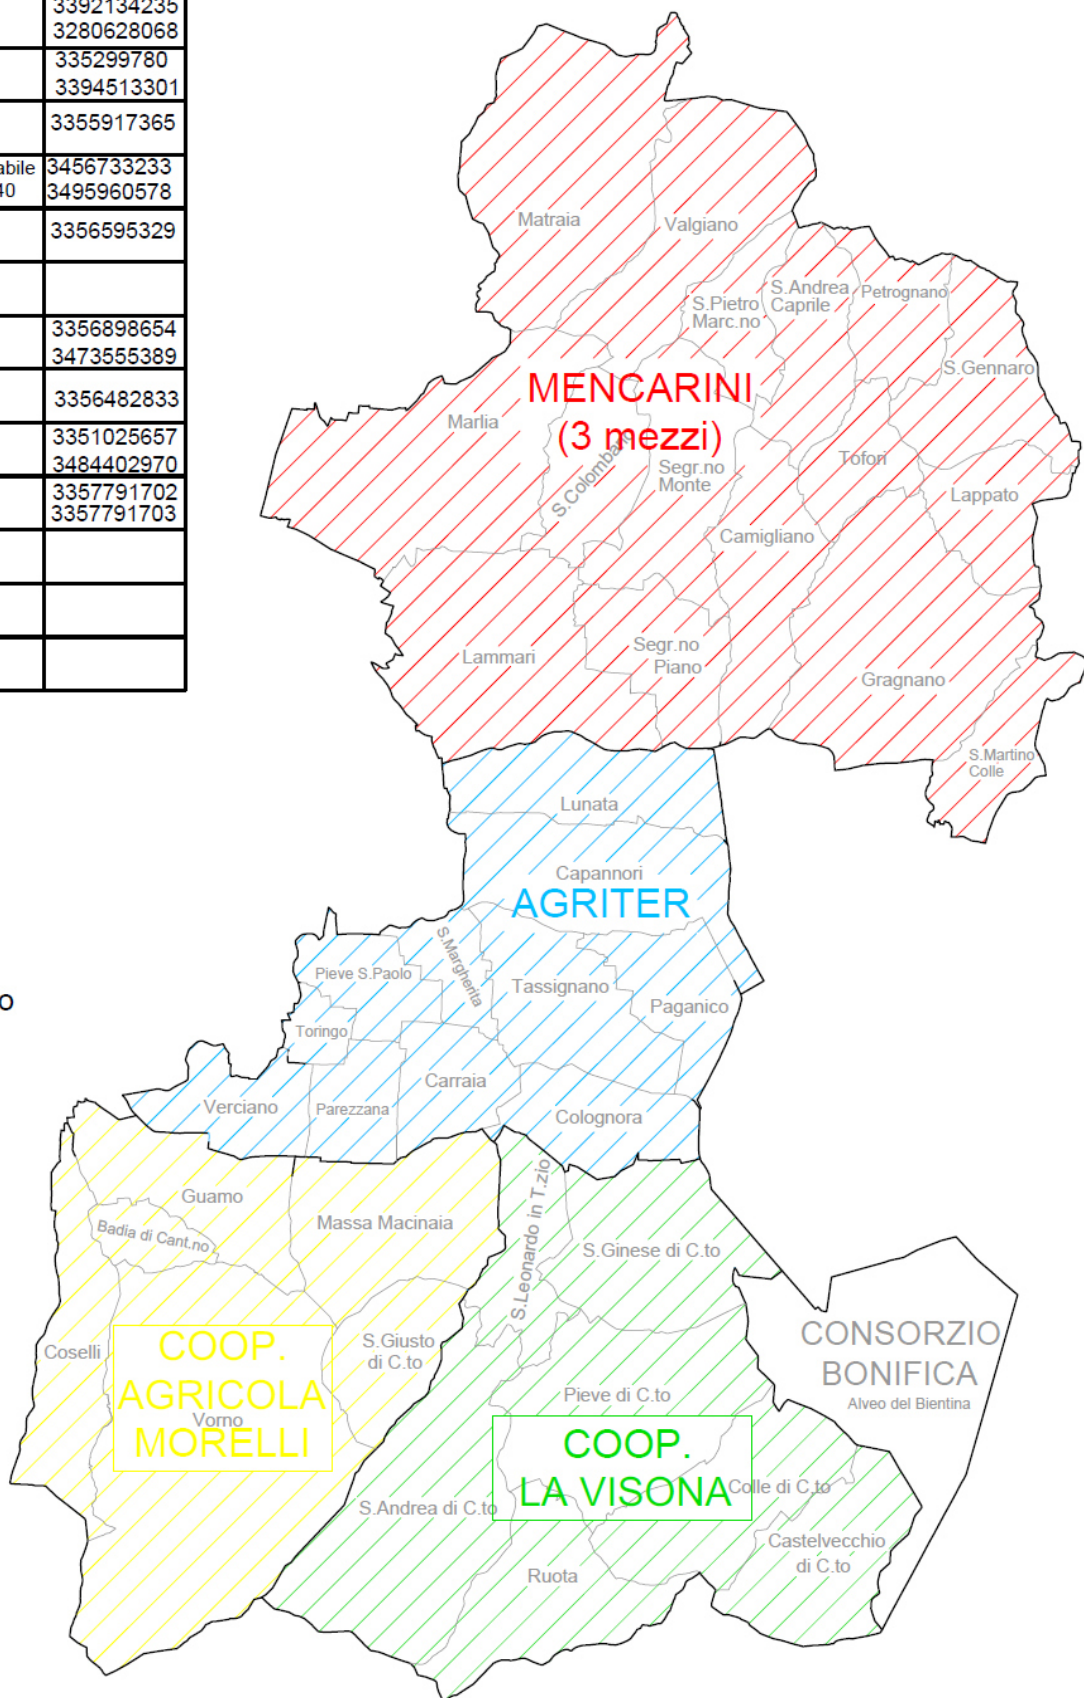 3392134235
3280628068
335299780
3394513301
3355917365
abile 3456733233
40 3495960578
3356595329
3356898654
3473555389
3356482833
3351025657
3484402970
3357791702
3357791703
o
Matraia
Valgiano
S.Pietro
Marc.no
S.Andrea
Caprile
Petrognano
S.Gennaro
MENCARINI
(3 mezzi)
Marlia
S.Colombano
Segr.no
Monte
Tofori
Lappato
Camigliano
Lammari
Segr.no
Piano
Gragnano
S.Martino
Colle
Lunata
Capannori
AGRITER
Pieve S.Paolo
S.Margherita
Tassignano
Paganico
Toringo
Carraia
Verciano
Parezzana
Colognora
Guamo
Badia di Cant.no
Massa Macinaia
S.Leonardo in T.zio
S.Ginese di C.to
Coselli
COOP.
AGRICOLA
Vorno
MORELLI
S.Giusto
di C.to
CONSORZIO
BONIFICA
Alveo del Bientina
Pieve di C.to
COOP.
LA VISONA
Colle di C.to
S.Andrea di C.to
Castelvecchio
di C.to
Ruota